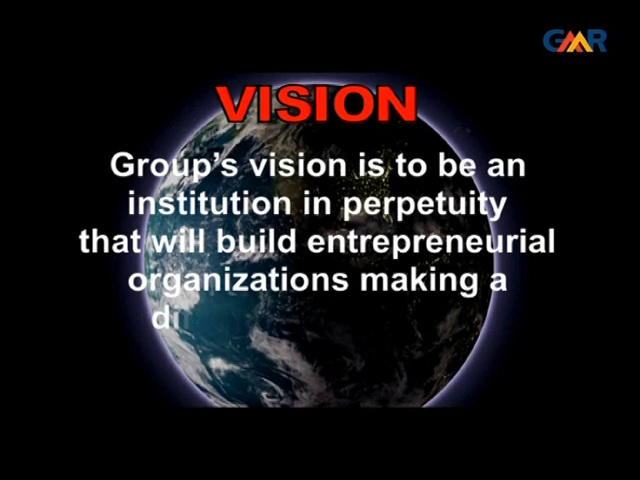 GMR
VISION
Group's vision is to be an
institution in perpetuity
that will build entrepreneurial
organizations making a